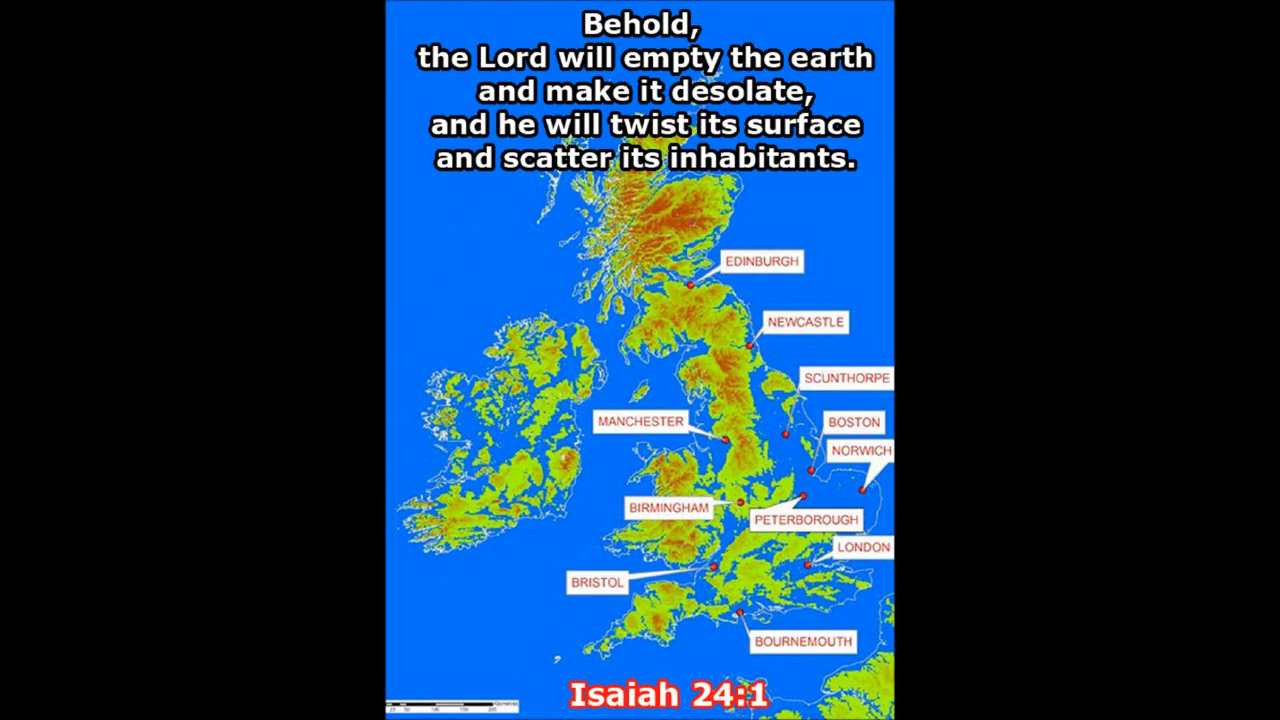 Behold,
the Lord will empty the earth
and make it desolate,
and he will twist its surface
and scatter its inhabitants.
EDINBURGH
NEWCASTLE
SCUNTHORPE
MANCHESTER
BOSTON
NORWICH
BIRMINGHAM
PETERBOROUGH
LONDON
BRISTOL
BOURNEMOUTH
Isaiah 24:1